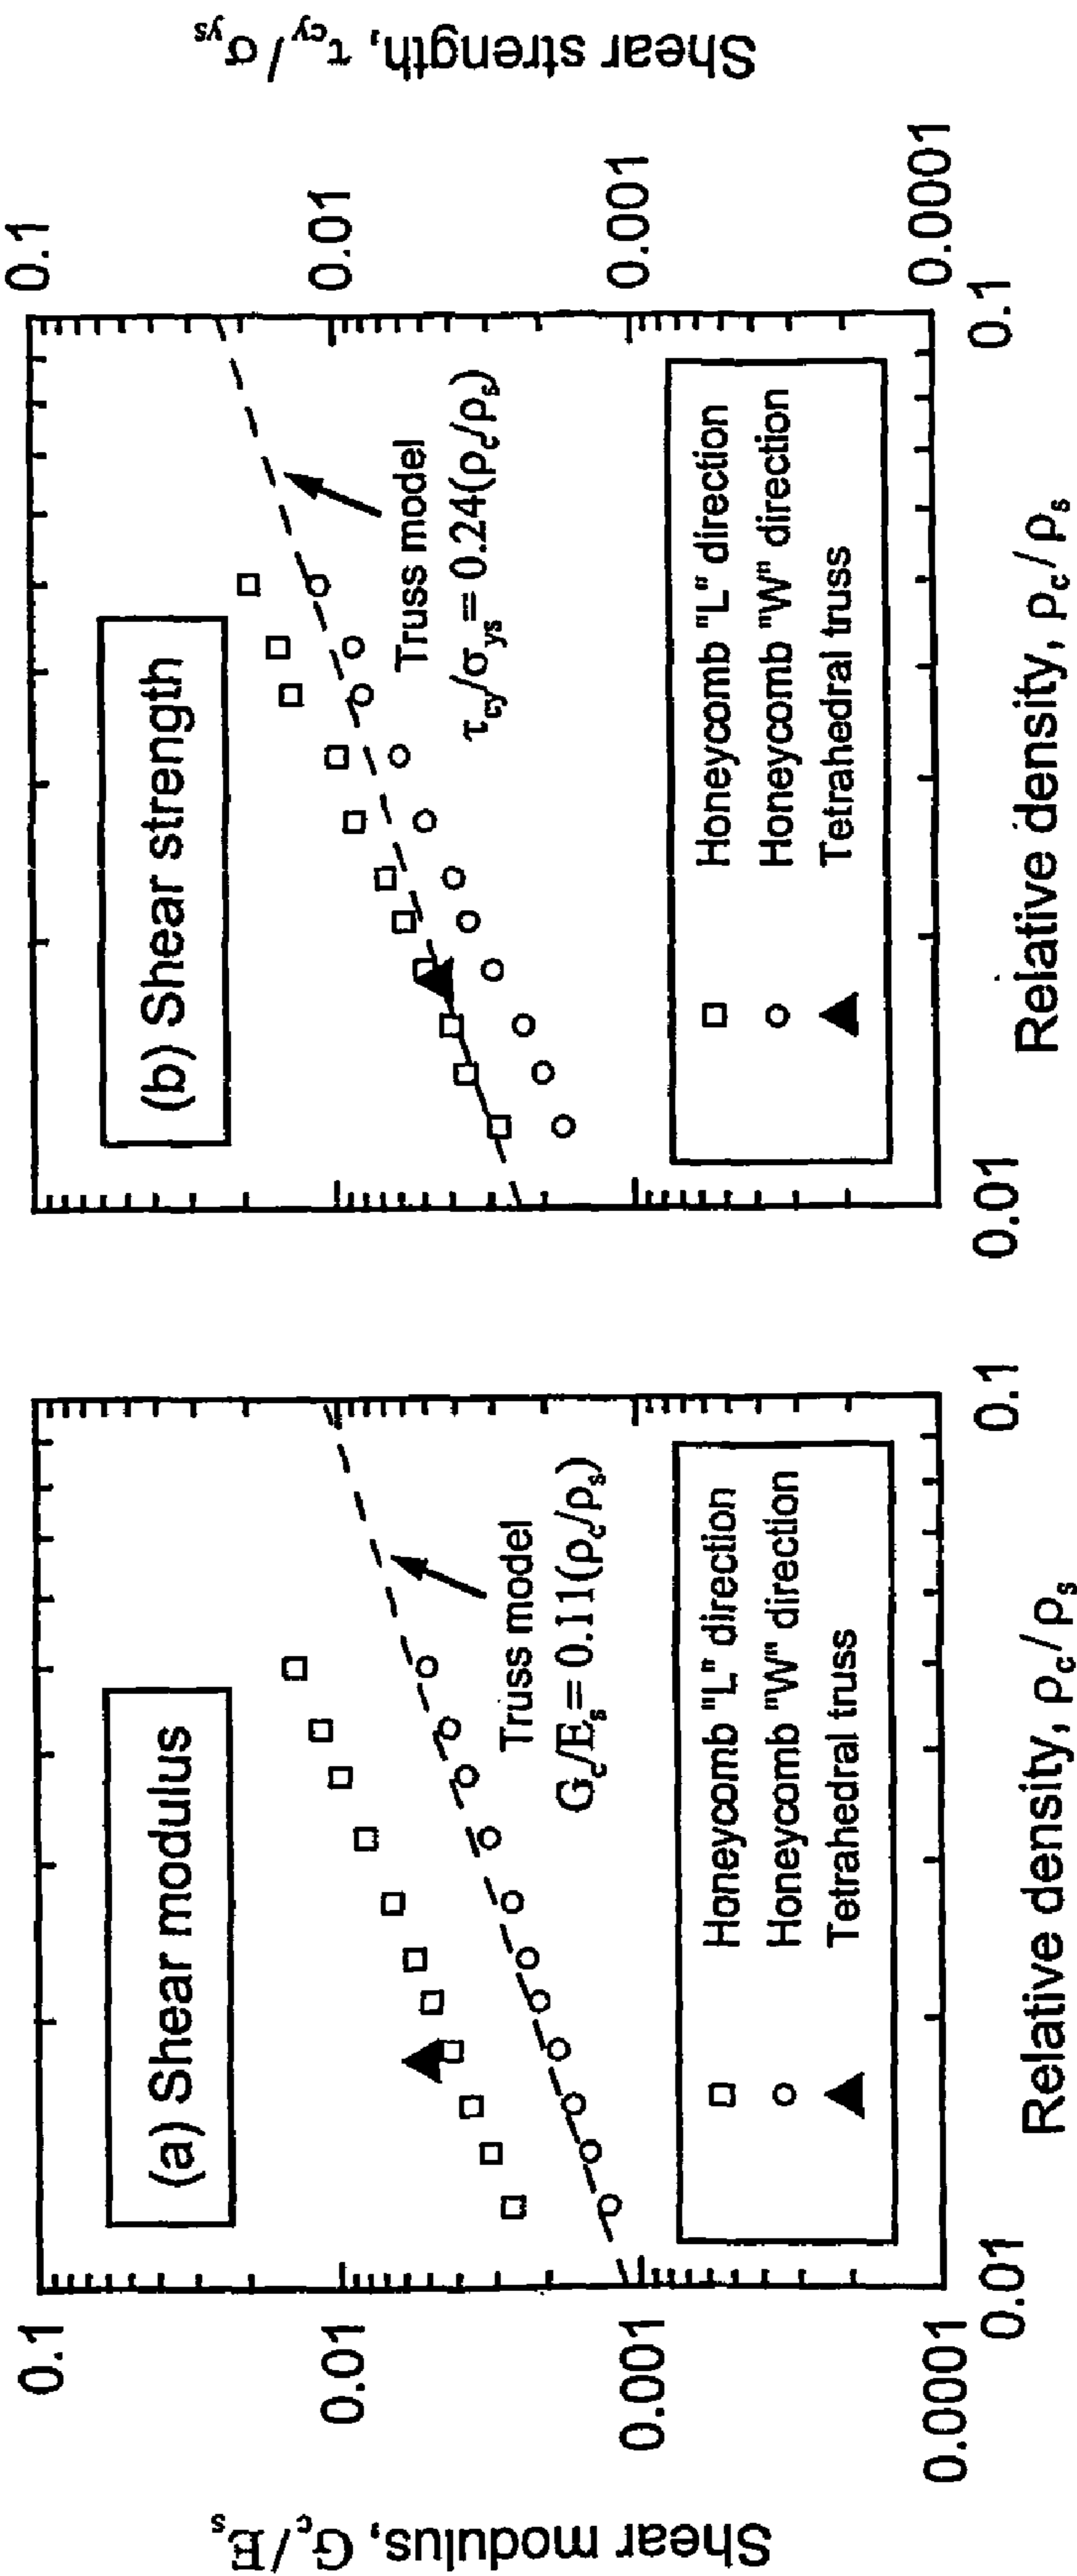 (a) Shear modulus
Shear modulus, G_c/E_s
0.1
0.01
0.001
0.0001
Truss model
G_c/E_s = 0.11(ρ_c/ρ_s)
Honeycomb "L" direction
Honeycomb "W" direction
Tetrahedral truss
0.01
0.1
Relative density, ρ_c/ρ_s
(b) Shear strength
Truss model
τ_cy/σ_ys = 0.24(ρ_c/ρ_s)
Honeycomb "L" direction
Honeycomb "W" direction
Tetrahedral truss
0.01
0.1
Relative density, ρ_c/ρ_s
0.1
0.01
0.001
0.0001
Shear strength, τ_cy/σ_ys